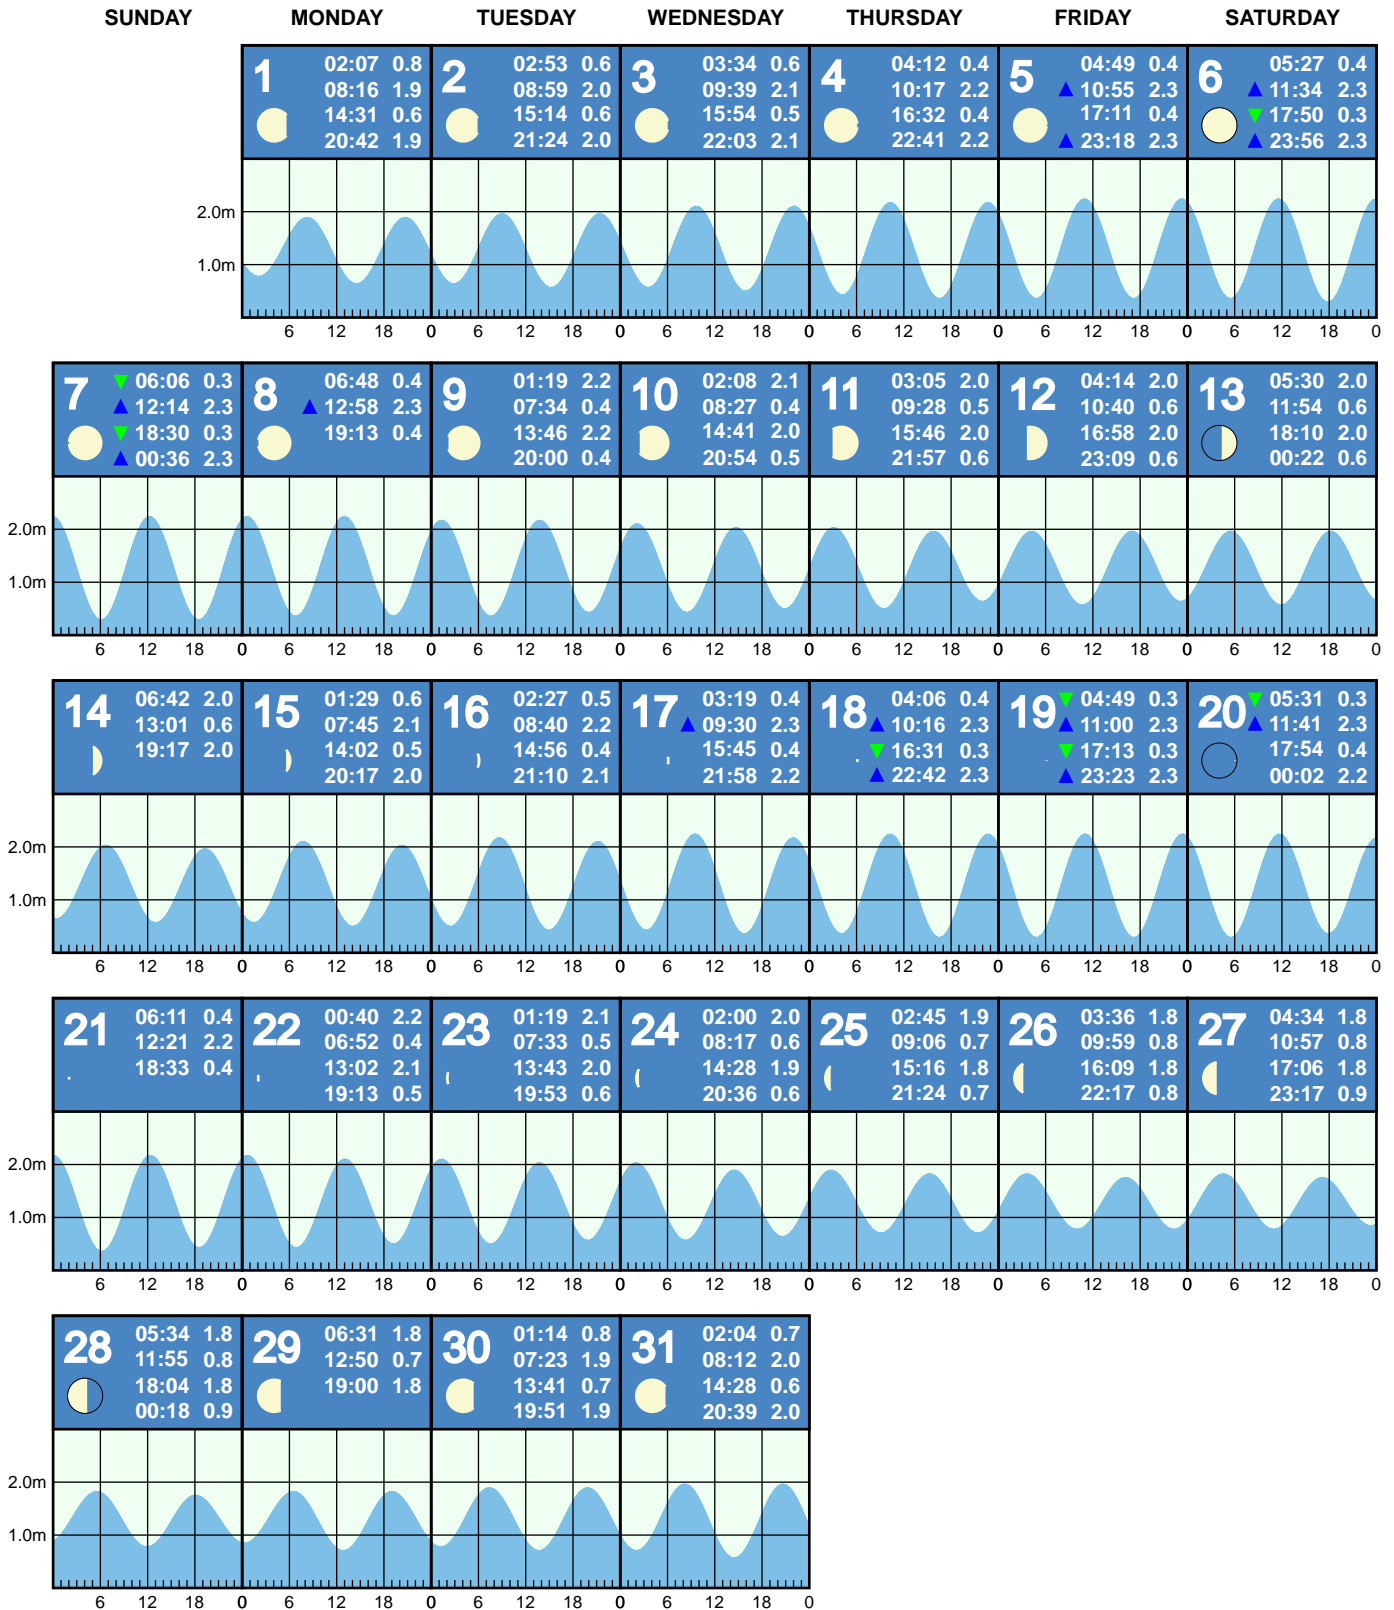 SUNDAY MONDAY TUESDAY WEDNESDAY THURSDAY FRIDAY SATURDAY
1 02:07 0.8
08:16 1.9
14:31 0.6
20:42 1.9
2 02:53 0.6
08:59 2.0
15:14 0.6
21:24 2.0
3 03:34 0.6
09:39 2.1
15:54 0.5
22:03 2.1
4 04:12 0.4
10:17 2.2
16:32 0.4
22:41 2.2
5 04:49 0.4
10:55 2.3
17:11 0.4
23:18 2.3
6 05:27 0.4
11:34 2.3
17:50 0.3
23:56 2.3
2.0m
1.0m
6 12 18 0 6 12 18 0 6 12 18 0 6 12 18 0 6 12 18 0 6 12 18 0
7 06:06 0.3
12:14 2.3
18:30 0.3
00:36 2.3
8 06:48 0.4
12:58 2.3
19:13 0.4
9 01:19 2.2
07:34 0.4
13:46 2.2
20:00 0.4
10 02:08 2.1
08:27 0.4
14:41 2.0
20:54 0.5
11 03:05 2.0
09:28 0.5
15:46 2.0
21:57 0.6
12 04:14 2.0
10:40 0.6
16:58 2.0
23:09 0.6
13 05:30 2.0
11:54 0.6
18:10 2.0
00:22 0.6
2.0m
1.0m
6 12 18 0 6 12 18 0 6 12 18 0 6 12 18 0 6 12 18 0 6 12 18 0 6 12 18 0
14 06:42 2.0
13:01 0.6
19:17 2.0
15 01:29 0.6
07:45 2.1
14:02 0.5
20:17 2.0
16 02:27 0.5
08:40 2.2
14:56 0.4
21:10 2.1
17 03:19 0.4
09:30 2.3
15:45 0.4
21:58 2.2
18 04:06 0.4
10:16 2.3
16:31 0.3
22:42 2.3
19 04:49 0.3
11:00 2.3
17:13 0.3
23:23 2.3
20 05:31 0.3
11:41 2.3
17:54 0.4
00:02 2.2
2.0m
1.0m
6 12 18 0 6 12 18 0 6 12 18 0 6 12 18 0 6 12 18 0 6 12 18 0 6 12 18 0
21 06:11 0.4
12:21 2.2
18:33 0.4
22 00:40 2.2
06:52 0.4
13:02 2.1
19:13 0.5
23 01:19 2.1
07:33 0.5
13:43 2.0
19:53 0.6
24 02:00 2.0
08:17 0.6
14:28 1.9
20:36 0.6
25 02:45 1.9
09:06 0.7
15:16 1.8
21:24 0.7
26 03:36 1.8
09:59 0.8
16:09 1.8
22:17 0.8
27 04:34 1.8
10:57 0.8
17:06 1.8
23:17 0.9
2.0m
1.0m
6 12 18 0 6 12 18 0 6 12 18 0 6 12 18 0 6 12 18 0 6 12 18 0 6 12 18 0
28 05:34 1.8
11:55 0.8
18:04 1.8
00:18 0.9
29 06:31 1.8
12:50 0.7
19:00 1.8
30 01:14 0.8
07:23 1.9
13:41 0.7
19:51 1.9
31 02:04 0.7
08:12 2.0
14:28 0.6
20:39 2.0
2.0m
1.0m
6 12 18 0 6 12 18 0 6 12 18 0 6 12 18 0